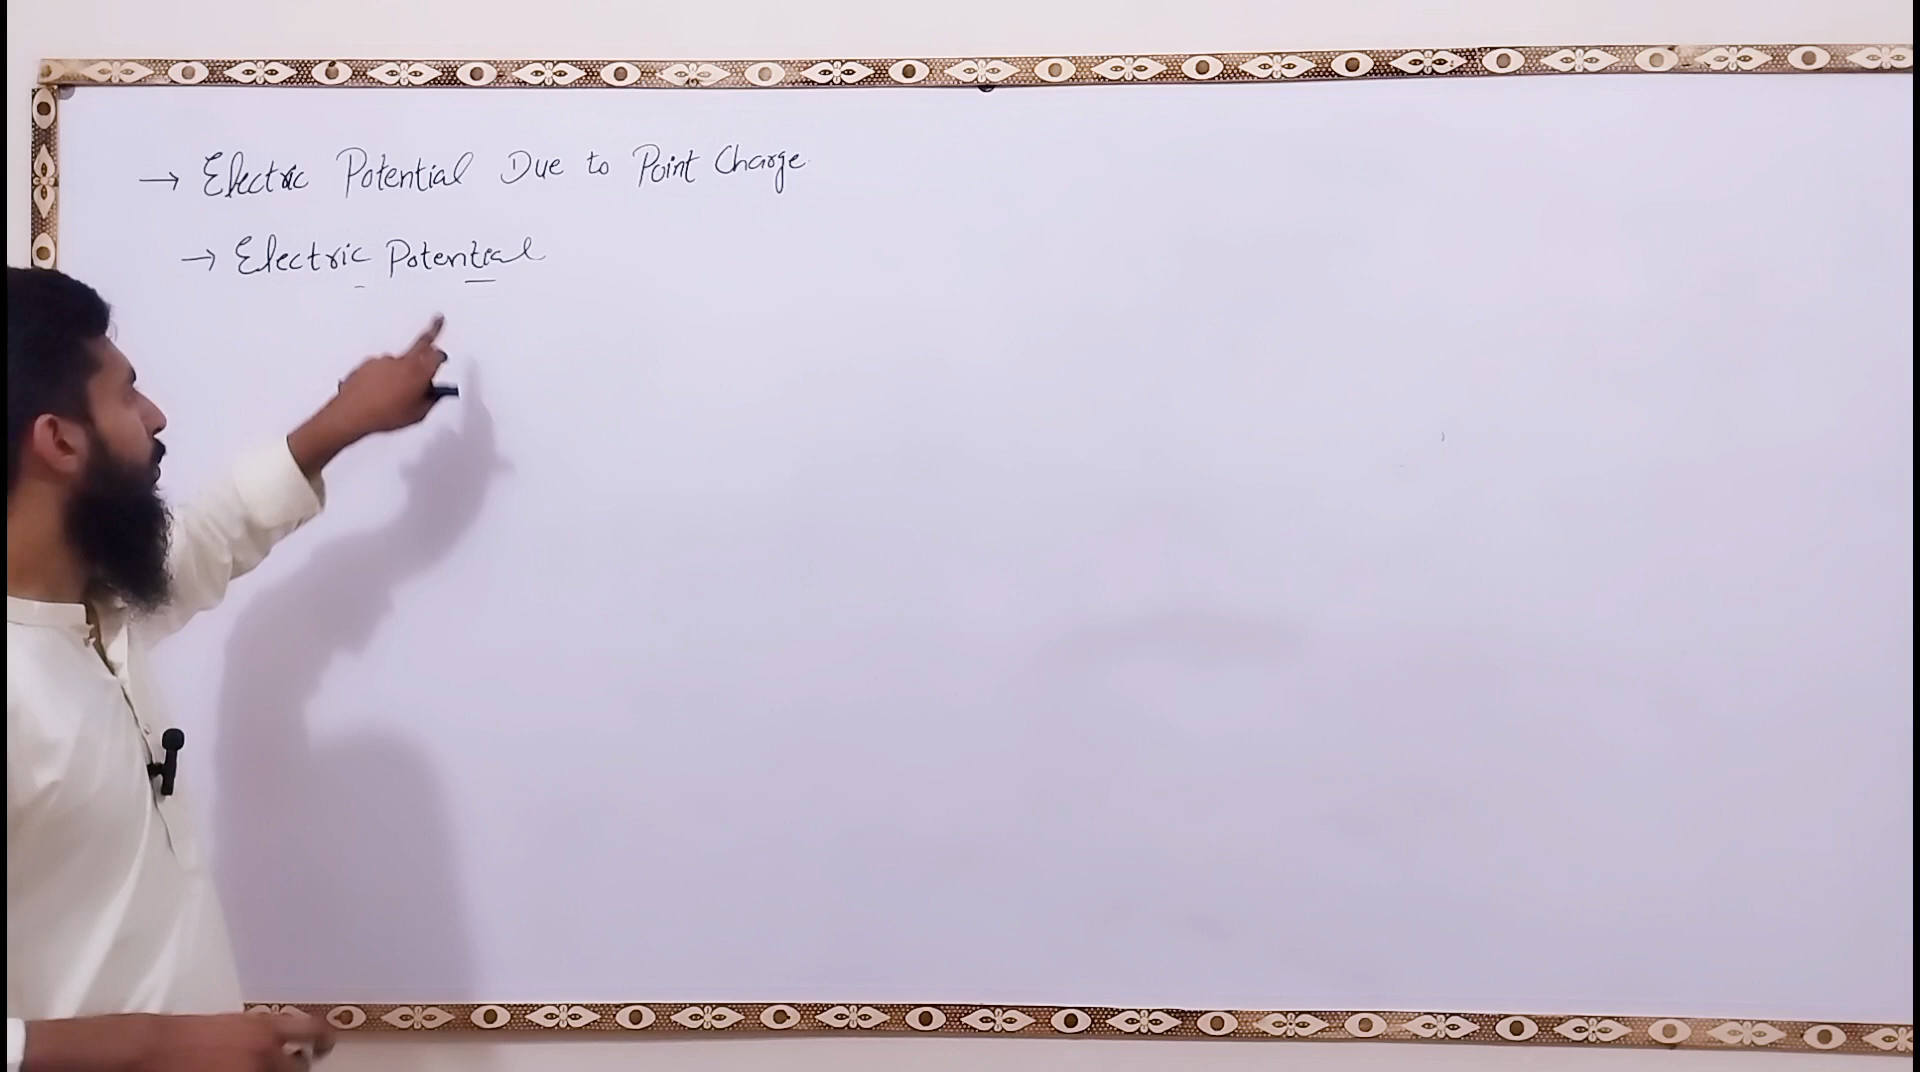 → Electric Potential Due to Point Charge
→ Electric Potential